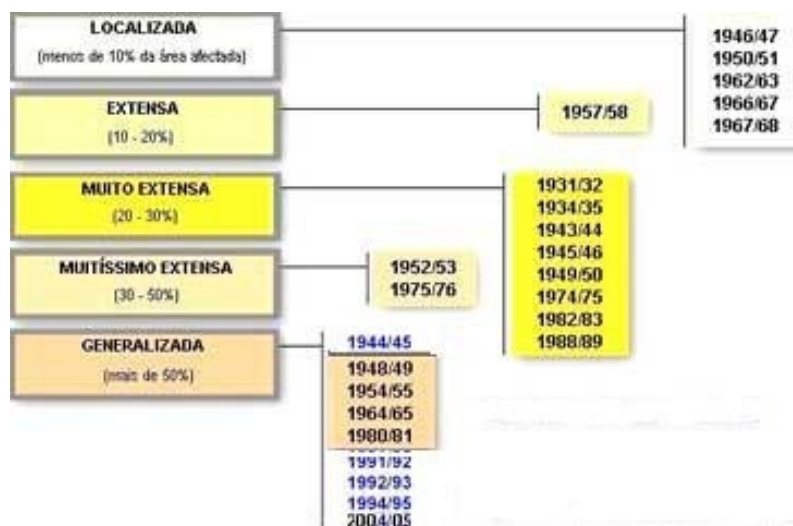 LOCALIZADA
(menos de 10% da área afectada)
1946/47
1950/51
1962/63
1966/67
1967/68
EXTENSA
(10 - 20%)
1957/58
MUITO EXTENSA
(20 - 30%)
1931/32
1934/35
1943/44
1945/46
1949/50
1974/75
1982/83
1988/89
MUITÍSSIMO EXTENSA
(30 - 50%)
1952/53
1975/76
GENERALIZADA
(mais de 50%)
1944/45
1948/49
1954/55
1964/65
1980/81
1991/92
1992/93
1994/95
2004/05